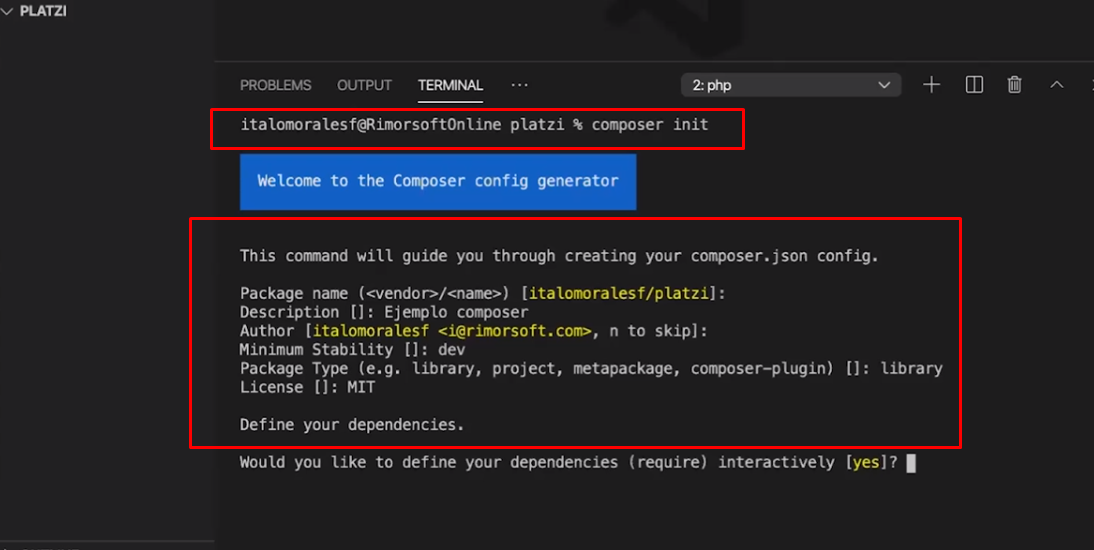 PLATZI
PROBLEMS OUTPUT TERMINAL ... 2: php
italomoralesf@RimorsoftOnline platzi % composer init
Welcome to the Composer config generator
This command will guide you through creating your composer.json config.
Package name (<vendor>/<name>) [italomoralesf/platzi]:
Description []: Ejemplo composer
Author [italomoralesf <i@rimorsoft.com>, n to skip]:
Minimum Stability []: dev
Package Type (e.g. library, project, metapackage, composer-plugin) []: library
License []: MIT
Define your dependencies.
Would you like to define your dependencies (require) interactively [yes]?